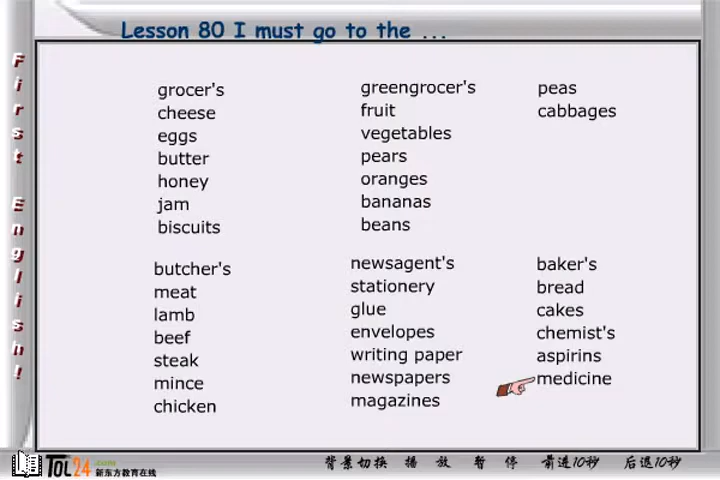 Lesson 80 I must go to the ...
First English!
grocer's
cheese
eggs
butter
honey
jam
biscuits
greengrocer's
fruit
vegetables
pears
oranges
bananas
beans
peas
cabbages
butcher's
meat
lamb
beef
steak
mince
chicken
newsagent's
stationery
glue
envelopes
writing paper
newspapers
magazines
baker's
bread
cakes
chemist's
aspirins
medicine
TOL24.com
新东方教育在线
背景切换 播 放 暂 停 前进10秒 后退10秒